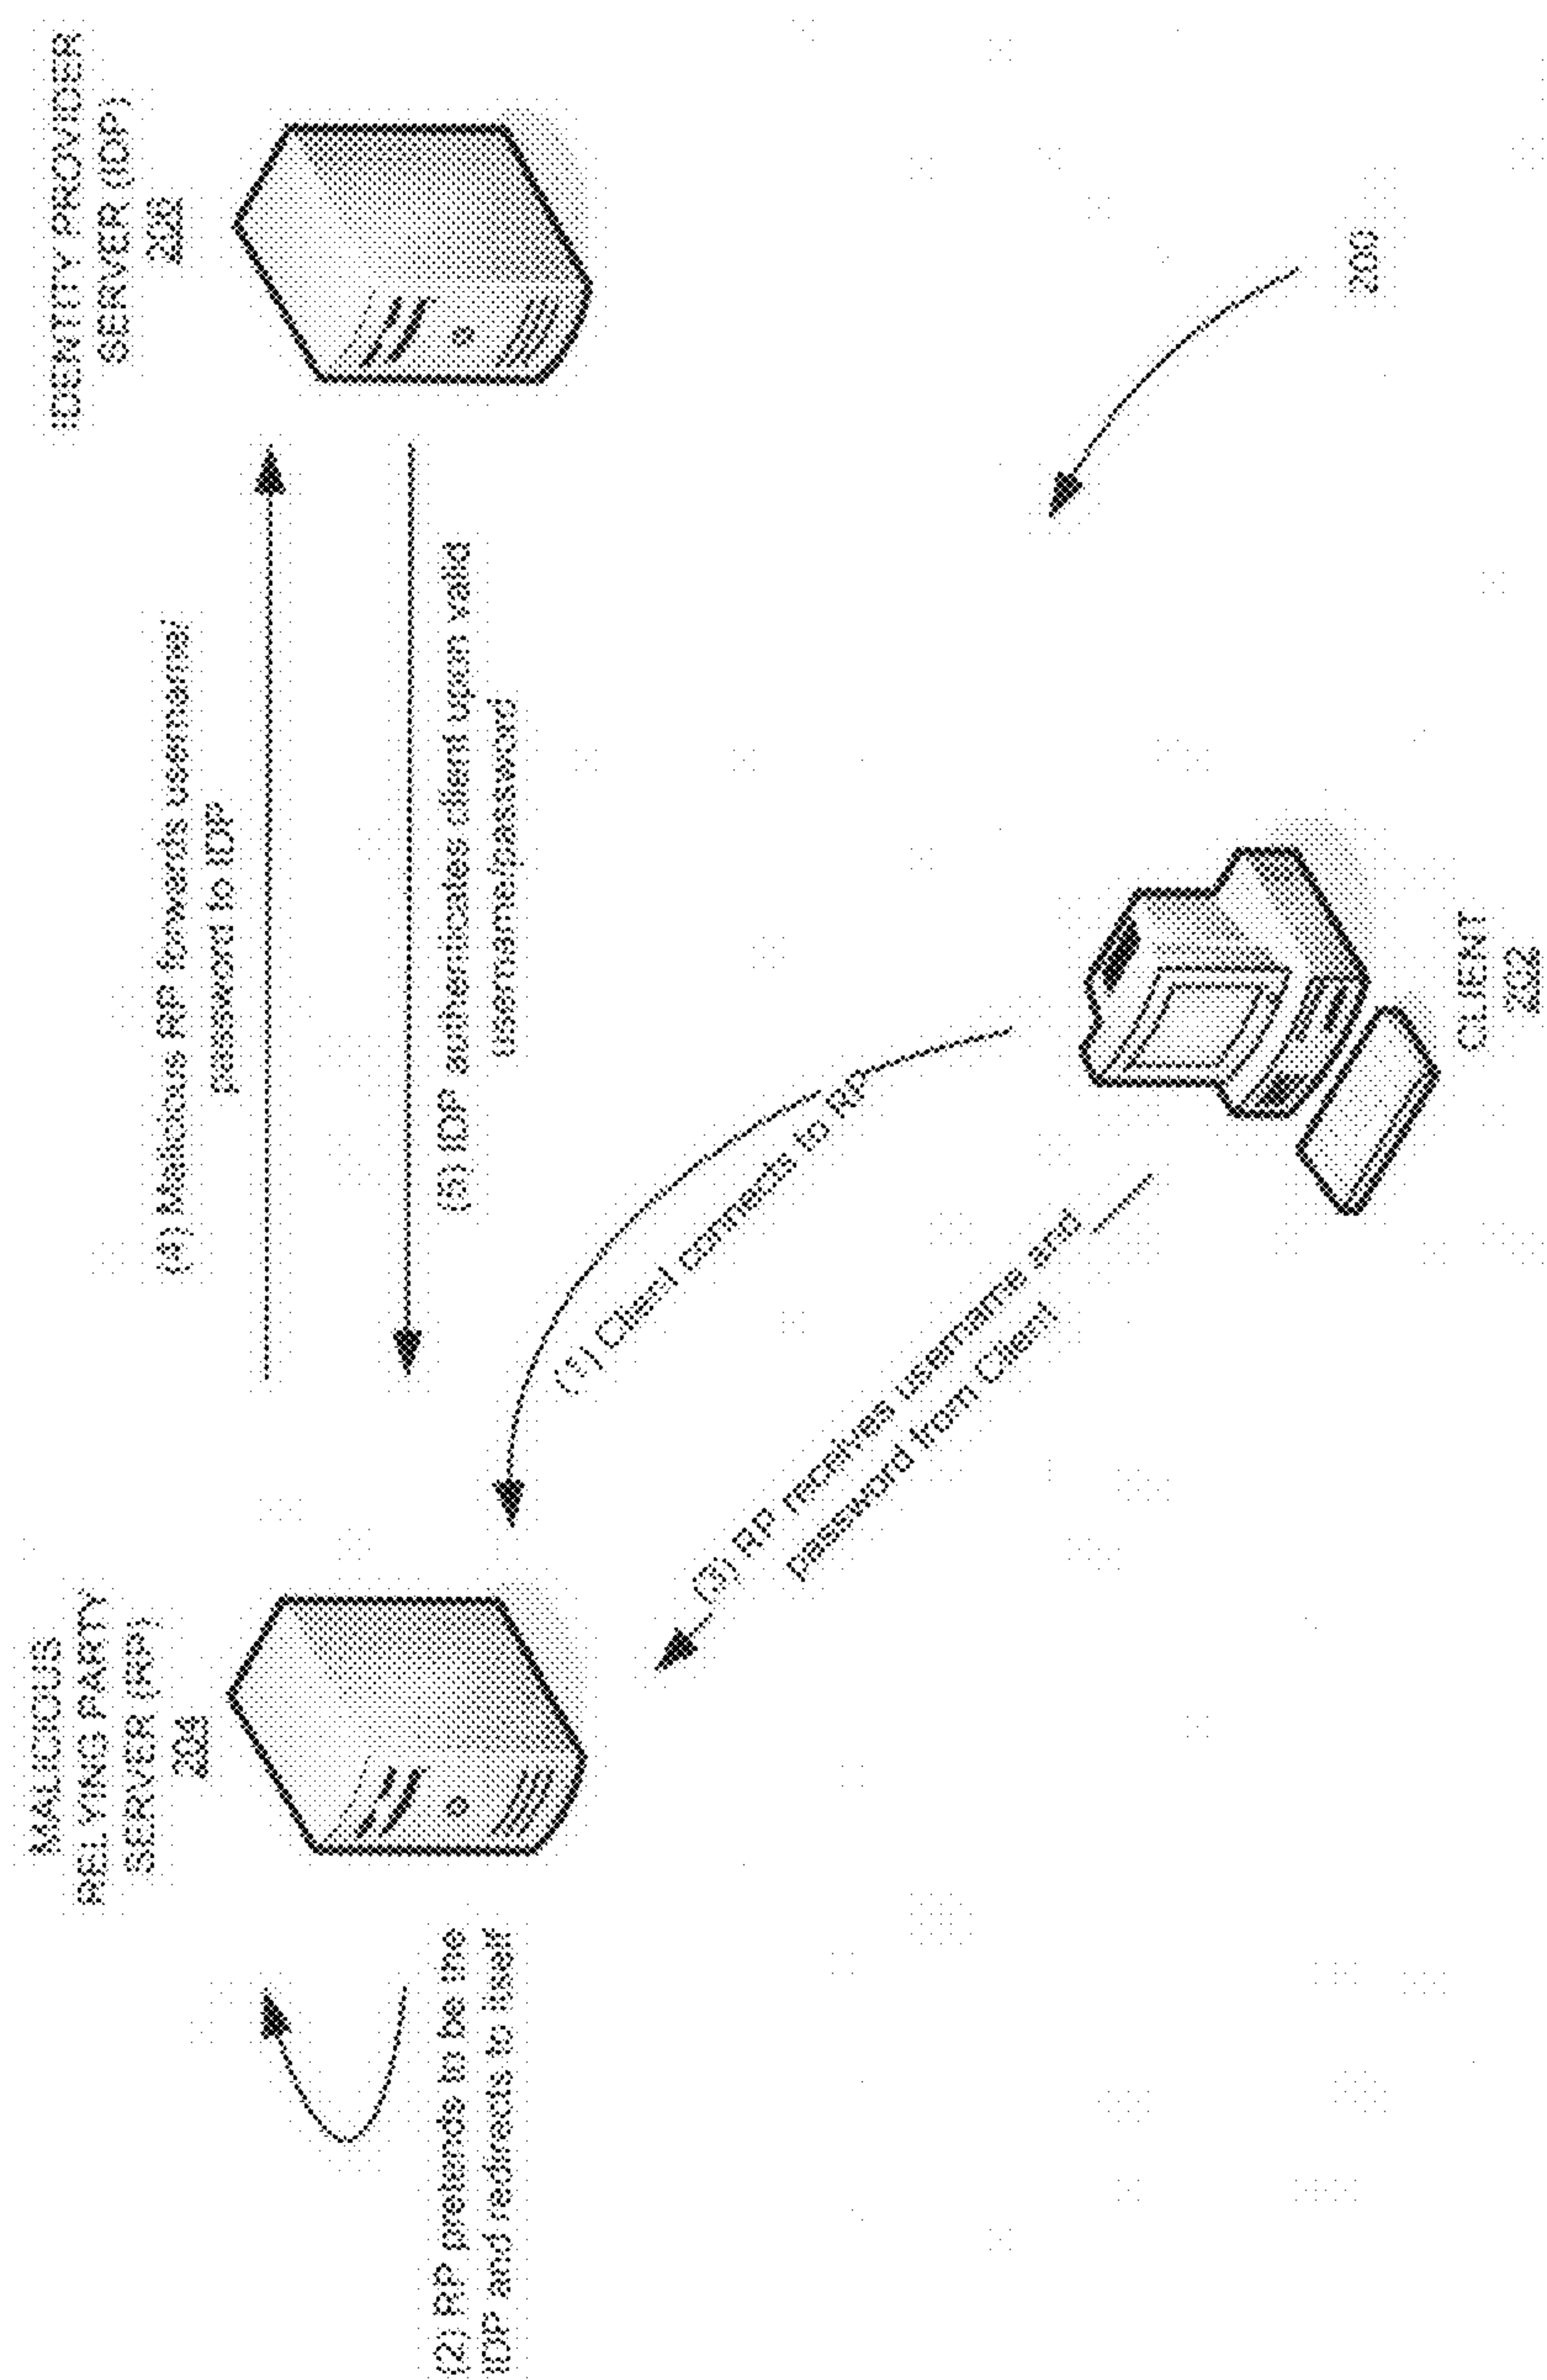 MALICIOUS
RELYING PARTY
SERVER (RP)
204
IDENTITY PROVIDER
SERVER (IDP)
206
(4) Malicious RP forwards username/
password to IDP
(5) IDP authenticates client upon valid
username/password
(2) RP pretends to be the
IDP and redirects to itself
(1) Client connects to RP
(3) RP receives username and
password from Client
CLIENT
202
200